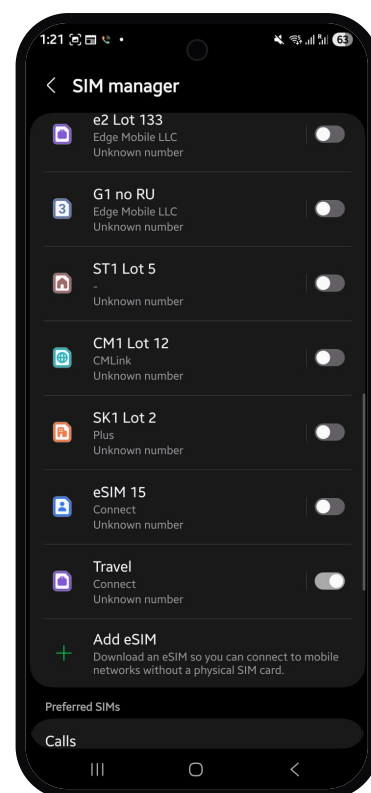 1:21
63
SIM manager
e2 Lot 133
Edge Mobile LLC
Unknown number
3
G1 no RU
Edge Mobile LLC
Unknown number
ST1 Lot 5
-
Unknown number
CM1 Lot 12
CMLink
Unknown number
SK1 Lot 2
Plus
Unknown number
eSIM 15
Connect
Unknown number
Travel
Connect
Unknown number
Add eSIM
Download an eSIM so you can connect to mobile
networks without a physical SIM card.
Preferred SIMs
Calls